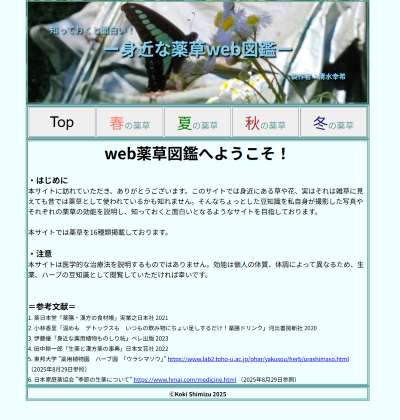 知っておくと面白い！
ー身近な薬草web図鑑ー
製作者　清水幸希
Top
春の薬草
夏の薬草
秋の薬草
冬の薬草
web薬草図鑑へようこそ！
・はじめに
本サイトに訪れていただき、ありがとうございます。このサイトでは身近にある草や花、実はそれは雑草に見
えても昔では薬草として使われているかも知れません。そんなちょっとした豆知識を私自身が撮影した写真や
それぞれの薬草の効能を説明し、知っておくと面白いとなるようなサイトを目指しております。
本サイトでは薬草を16種類掲載しております。
・注意
本サイトは医学的な治療法を説明するものではありません。効能は個人の体質、体調によって異なるため、生
薬、ハーブの豆知識として閲覧していただければ幸いです。
＝参考文献＝
1. 薬日本堂「薬膳・漢方の食材帳」実業之日本社 2021
2. 小林香里「温めも　デトックスも　いつもの飲み物にちょい足しするだけ！薬膳ドリンク」河出書房新社 2020
3. 伊藤優「身近な薬用植物ものしり帖」ベレ出版 2023
4. 田中卯一郎「生薬と漢方薬の事典」日本文芸社 2022
5. 東邦大学 "薬用植物園　ハーブ園　「ウラシマソウ」" https://www.lab2.toho-u.ac.jp/phar/yakusou/herb/urashimaso.html
（2025年8月29日参照）
6. 日本家庭薬協会 "季節の生薬について" https://www.hmaj.com/medicine.html （2025年8月29日参照）
©Koki Shimizu 2025